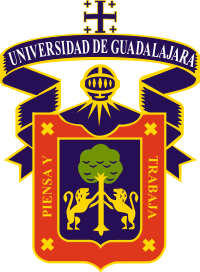 UNIVERSIDAD DE GUADALAJARA
PIENSA Y
TRABAJA